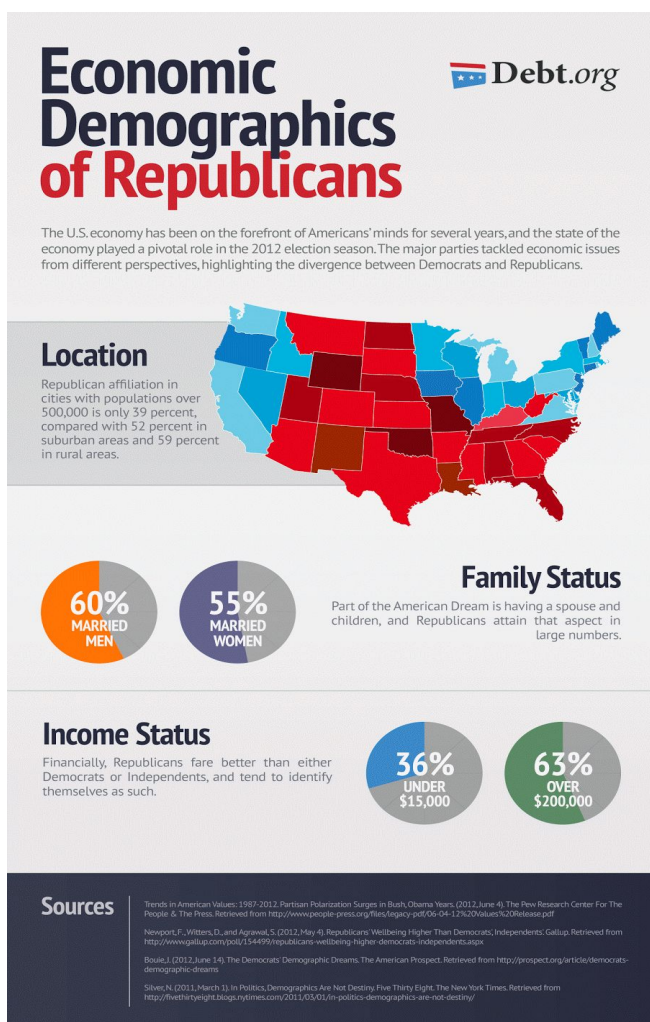 Economic
Demographics
of Republicans
Debt.org
The U.S. economy has been on the forefront of Americans' minds for several years, and the state of the
economy played a pivotal role in the 2012 election season. The major parties tackled economic issues
from different perspectives, highlighting the divergence between Democrats and Republicans.
Location
Republican affiliation in
cities with populations over
500,000 is only 39 percent,
compared with 52 percent in
suburban areas and 59 percent
in rural areas.
60%
MARRIED
MEN
55%
MARRIED
WOMEN
Family Status
Part of the American Dream is having a spouse and
children, and Republicans attain that aspect in
large numbers.
Income Status
Financially, Republicans fare better than either
Democrats or Independents, and tend to identify
themselves as such.
36%
UNDER
$15,000
63%
OVER
$200,000
Sources
Trends in American Values: 1987-2012. Partisan Polarization Surges in Bush, Obama Years. (2012, June 4). The Pew Research Center For The
People & The Press. Retrieved from http://www.people-press.org/files/legacy-pdf/06-04-12%20Values%20Release.pdf
Newport, F., Witters, D., and Agrawal, S. (2012, May 4). Republicans' Wellbeing Higher Than Democrats', Independents'. Gallup. Retrieved from
http://www.gallup.com/poll/154499/republicans-wellbeing-higher-democrats-independents.aspx
Bouie, J. (2012, June 14). The Democrats' Demographic Dreams. The American Prospect. Retrieved from http://prospect.org/article/democrats-
demographic-dreams
Silver, N. (2011, March 1). In Politics, Demographics Are Not Destiny. Five Thirty Eight. The New York Times. Retrieved from
http://fivethirtyeight.blogs.nytimes.com/2011/03/01/in-politics-demographics-are-not-destiny/